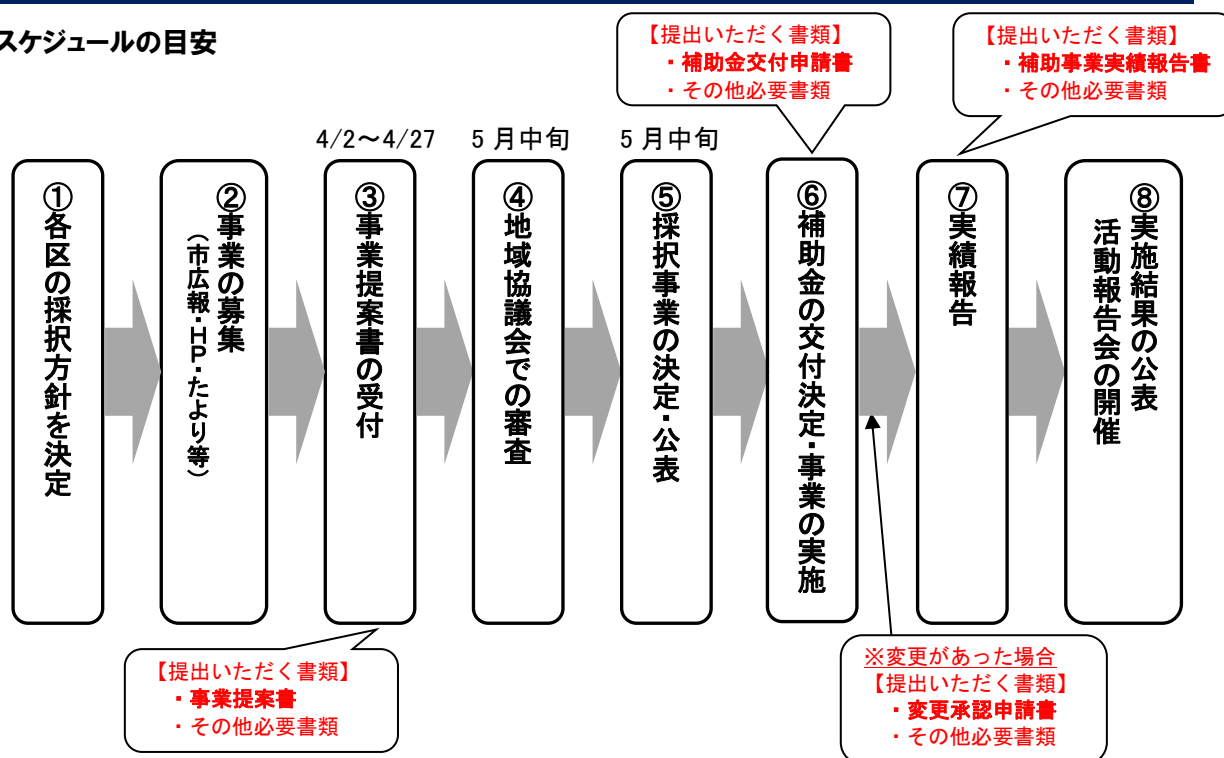 スケジュールの目安
【提出いただく書類】
・補助金交付申請書
・その他必要書類
【提出いただく書類】
・補助事業実績報告書
・その他必要書類
4/2～4/27
5月中旬
5月中旬
①各区の採択方針を決定
②事業の募集
（市広報・HP・たより等）
③事業提案書の受付
④地域協議会での審査
⑤採択事業の決定・公表
⑥補助金の交付決定・事業の実施
⑦実績報告
⑧実施結果の公表
活動報告会の開催
【提出いただく書類】
・事業提案書
・その他必要書類
※変更があった場合
【提出いただく書類】
・変更承認申請書
・その他必要書類